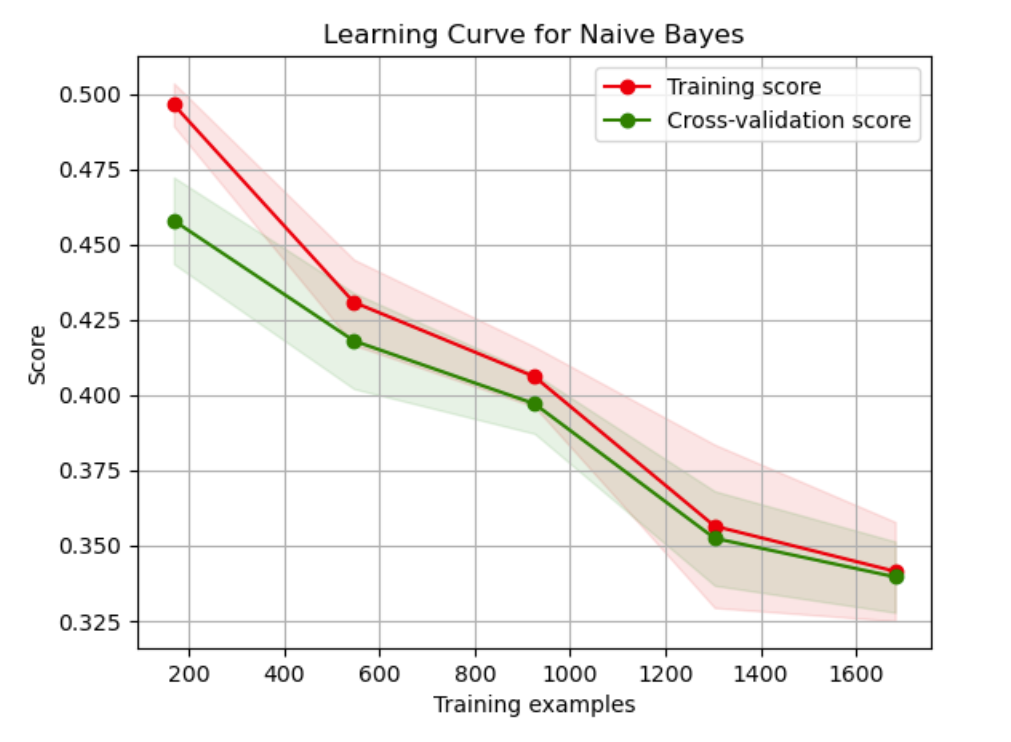 Learning Curve for Naive Bayes
Training score
Cross-validation score
0.500
0.475
0.450
0.425
0.400
0.375
0.350
0.325
Score
200 400 600 800 1000 1200 1400 1600
Training examples